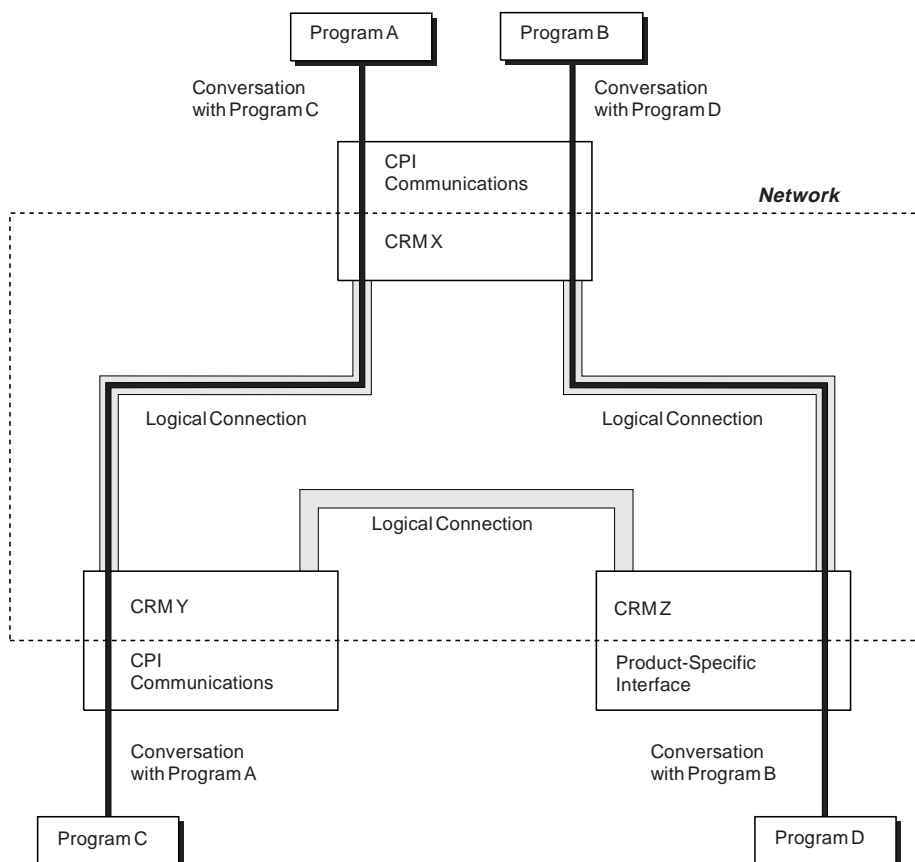 Program A
Program B
Conversation
with Program C
Conversation
with Program D
CPI
Communications
Network
CRM X
Logical Connection
Logical Connection
Logical Connection
CRM Y
CRM Z
CPI
Communications
Product-Specific
Interface
Conversation
with Program A
Conversation
with Program B
Program C
Program D